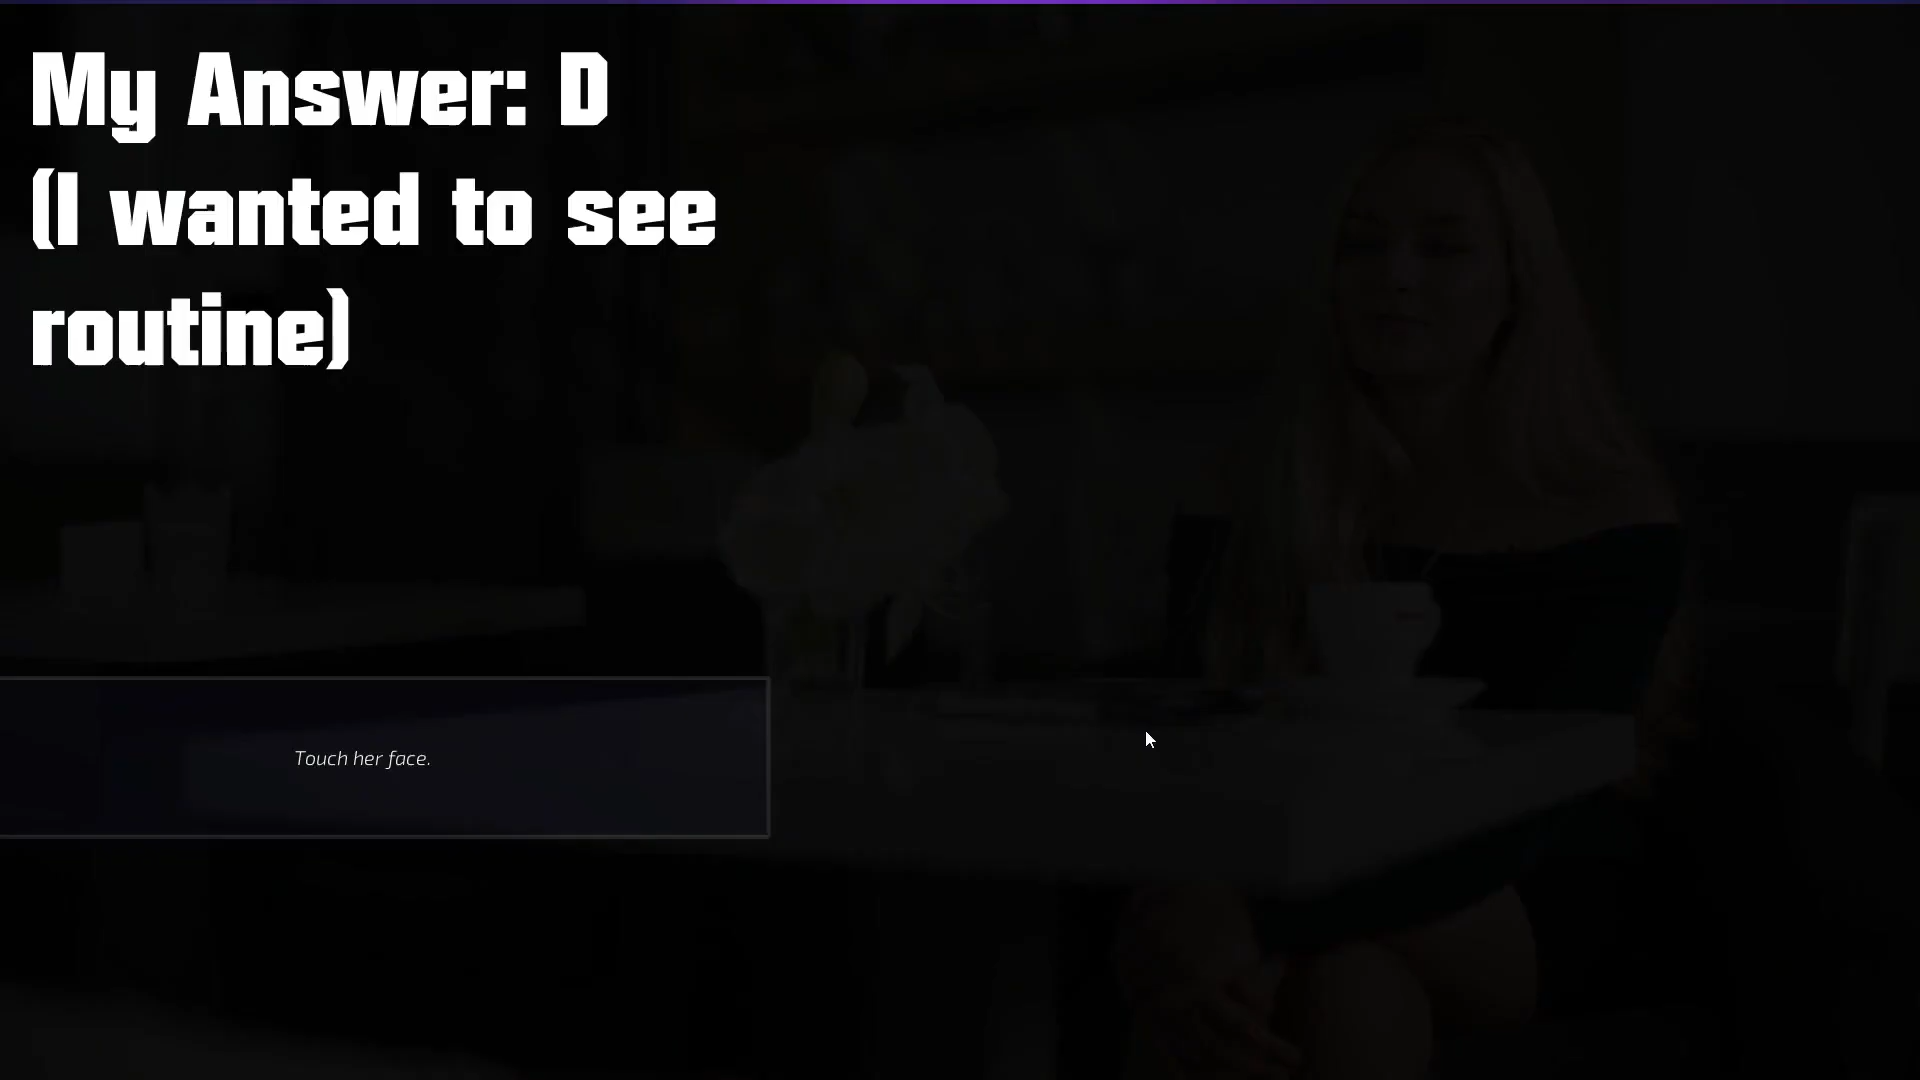 My Answer: D
(I wanted to see
routine)
Touch her face.